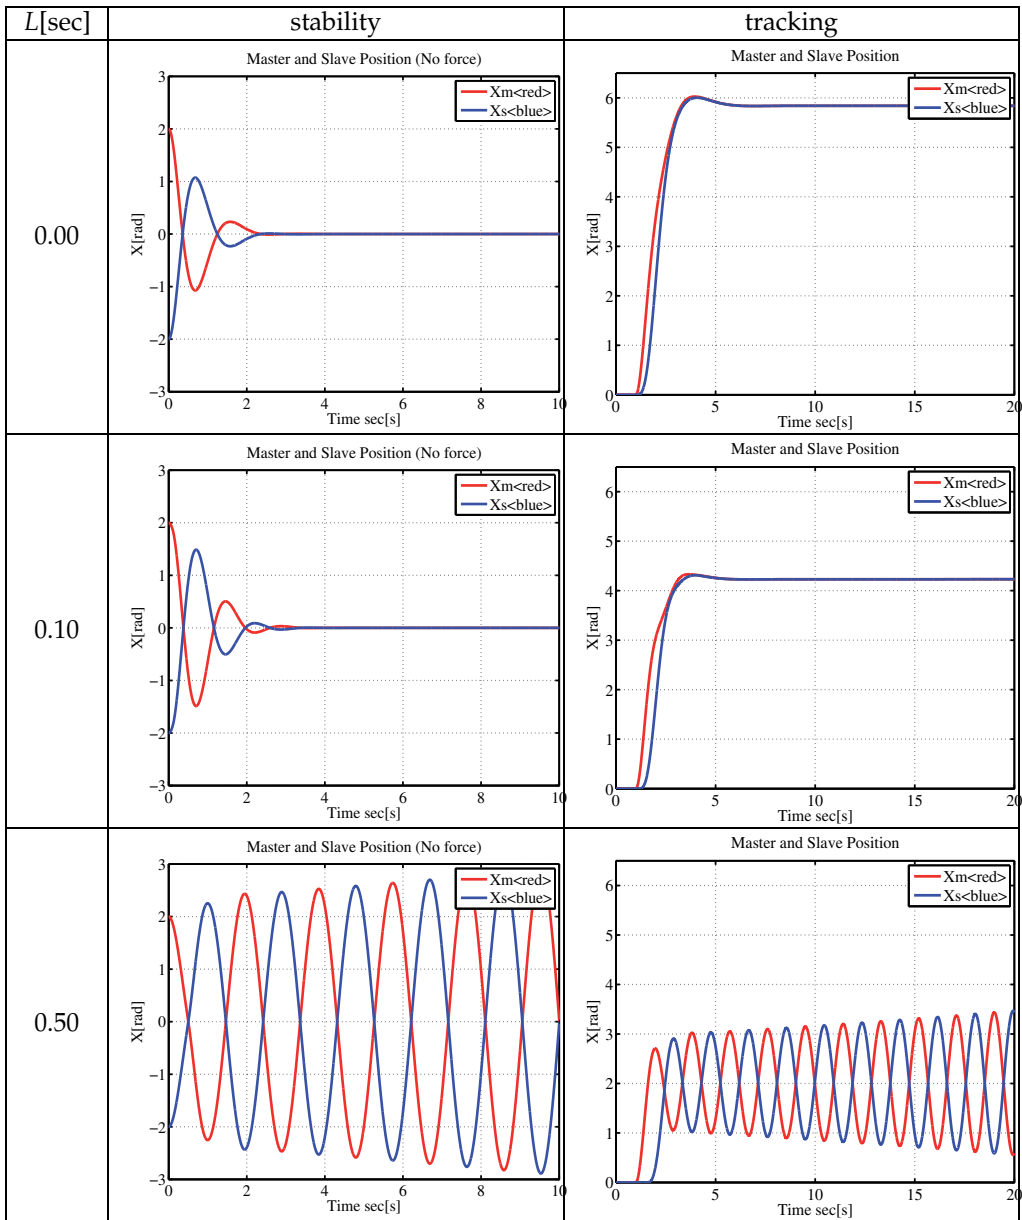 L[sec] stability tracking
0.00
Master and Slave Position (No force)
Xm<red>
Xs<blue>
3
2
1
0
−1
−2
−3
X[rad]
0 2 4 6 8 10
Time sec[s]
Master and Slave Position
Xm<red>
Xs<blue>
6
5
4
3
2
1
0
X[rad]
0 5 10 15 20
Time sec[s]
0.10
Master and Slave Position (No force)
Xm<red>
Xs<blue>
3
2
1
0
−1
−2
−3
X[rad]
0 2 4 6 8 10
Time sec[s]
Master and Slave Position
Xm<red>
Xs<blue>
6
5
4
3
2
1
0
X[rad]
0 5 10 15 20
Time sec[s]
0.50
Master and Slave Position (No force)
Xm<red>
Xs<blue>
3
2
1
0
−1
−2
−3
X[rad]
0 2 4 6 8 10
Time sec[s]
Master and Slave Position
Xm<red>
Xs<blue>
6
5
4
3
2
1
0
X[rad]
0 5 10 15 20
Time sec[s]